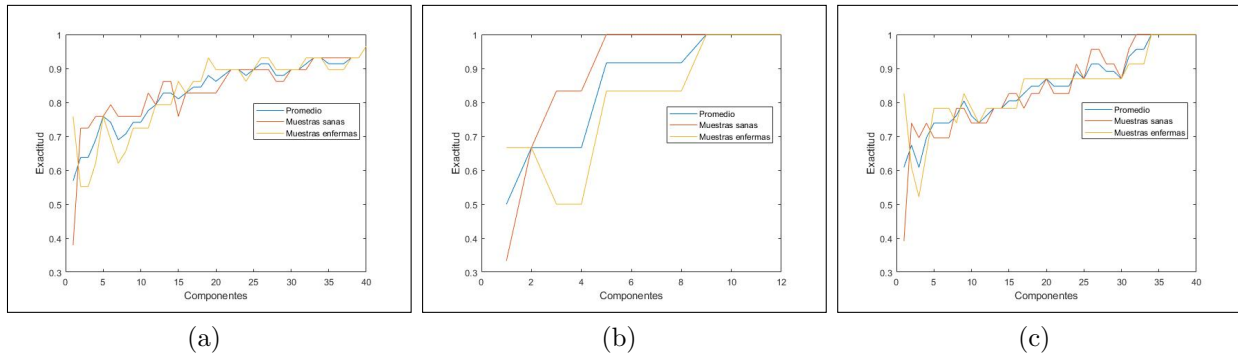 1
0.9
0.8
0.7
0.6
0.5
0.4
0.3
Exactitud
0 5 10 15 20 25 30 35 40
Componentes
Promedio
Muestras sanas
Muestras enfermas
(a)
1
0.9
0.8
0.7
0.6
0.5
0.4
0.3
Exactitud
0 2 4 6 8 10 12
Componentes
Promedio
Muestras sanas
Muestras enfermas
(b)
1
0.9
0.8
0.7
0.6
0.5
0.4
0.3
Exactitud
0 5 10 15 20 25 30 35 40
Componentes
Promedio
Muestras sanas
Muestras enfermas
(c)